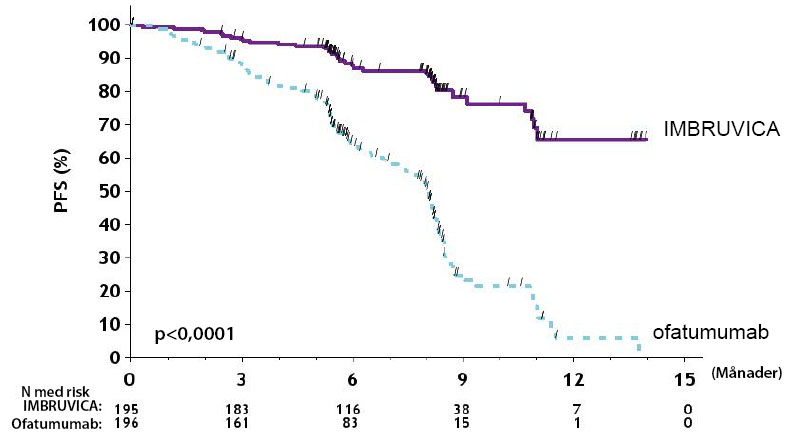 100
90
80
70
60
50
40
30
20
10
0
PFS (%)
IMBRUVICA
ofatumumab
p<0,0001
0 3 6 9 12 15 (Månader)
N med risk
IMBRUVICA: 195 183 116 38 7 0
Ofatumumab: 196 161 83 15 1 0